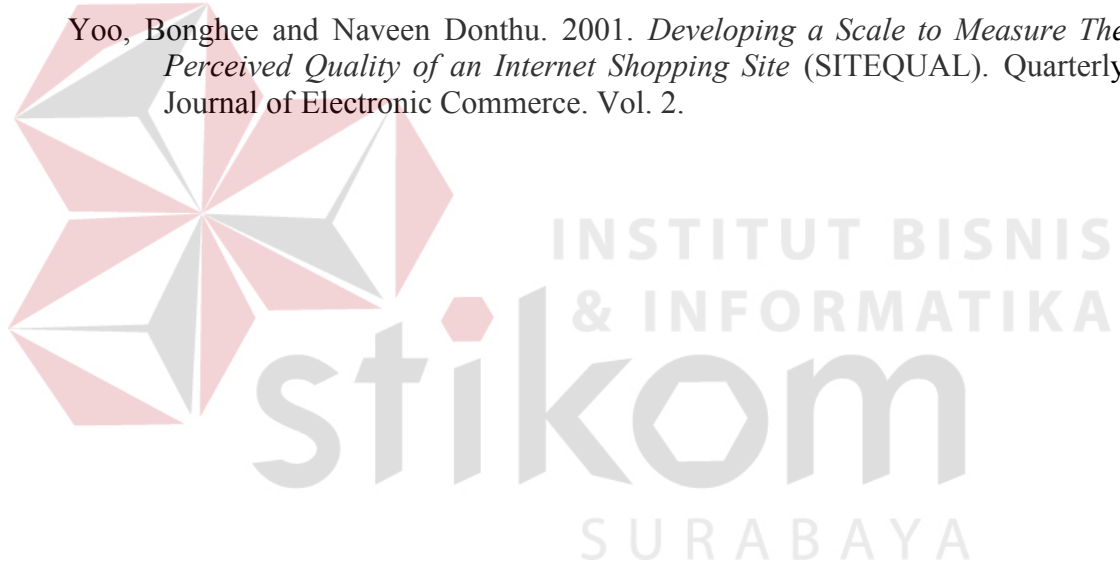 Yoo, Bonghee and Naveen Donthu. 2001. Developing a Scale to Measure The
Perceived Quality of an Internet Shopping Site (SITEQUAL). Quarterly
Journal of Electronic Commerce. Vol. 2.
INSTITUT BISNIS
& INFORMATIKA
stikom
SURABAYA